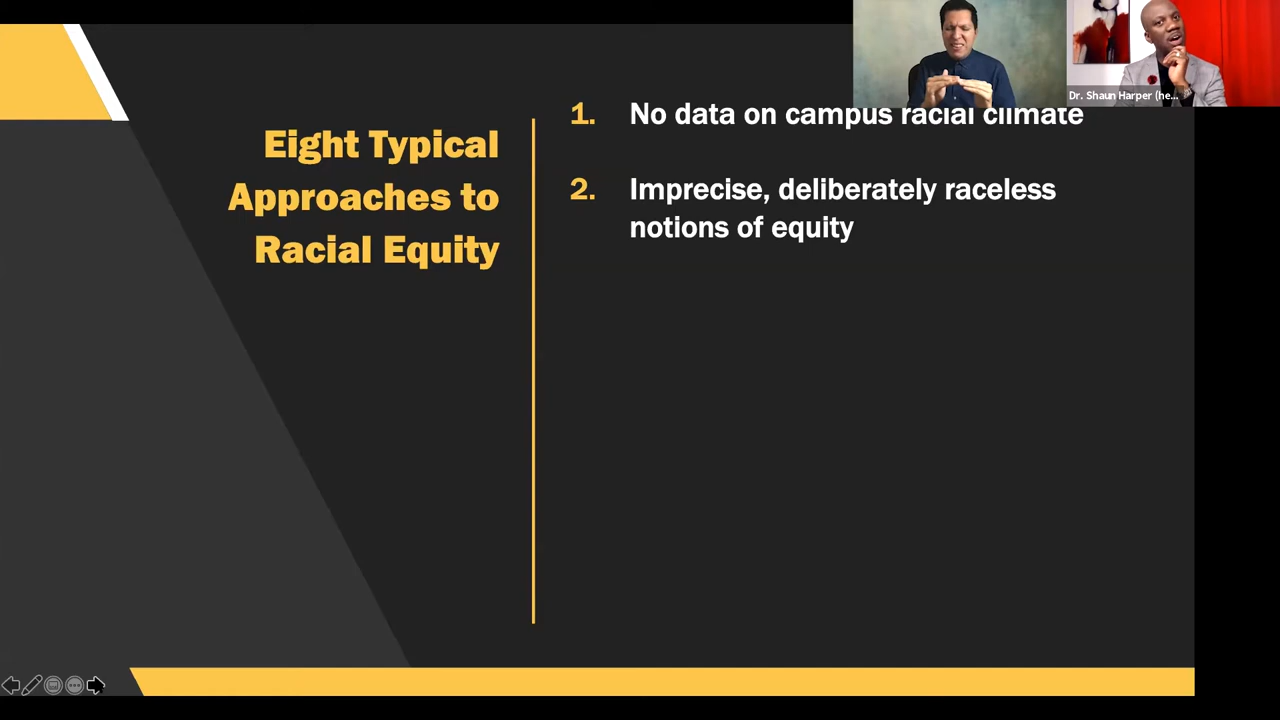 Dr. Shaun Harper (he...
Eight Typical
Approaches to
Racial Equity
1. No data on campus racial climate
2. Imprecise, deliberately raceless
notions of equity